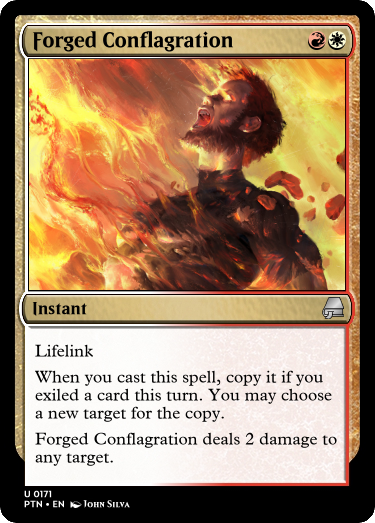 Forged Conflagration
Instant
Lifelink
When you cast this spell, copy it if you
exiled a card this turn. You may choose
a new target for the copy.
Forged Conflagration deals 2 damage to
any target.
U 0171
PTN • EN John Silva